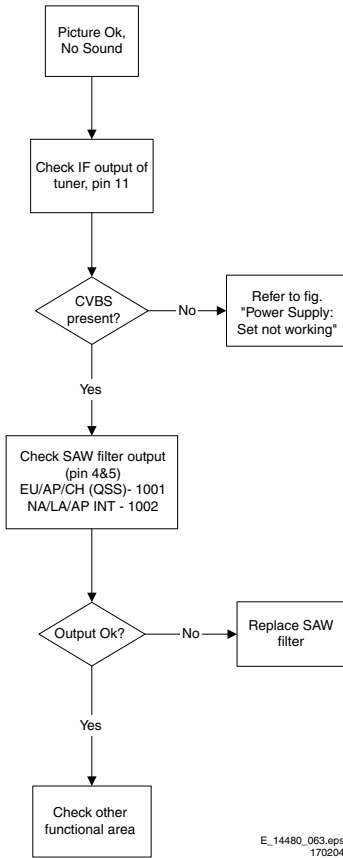 Picture Ok,
No Sound
Check IF output of
tuner, pin 11
CVBS
present?
No
Refer to fig.
"Power Supply:
Set not working"
Yes
Check SAW filter output
(pin 4&5)
EU/AP/CH (QSS)- 1001
NA/LA/AP INT - 1002
Output Ok?
No
Replace SAW
filter
Yes
Check other
functional area
E_14480_063.eps
170204